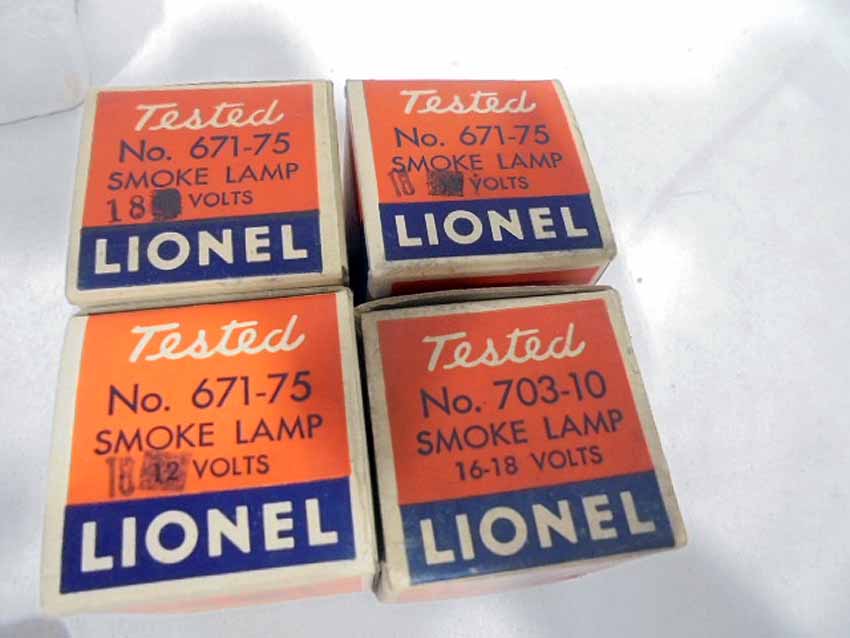 Tested
No. 671-75
SMOKE LAMP
18 VOLTS
LIONEL
Tested
No. 671-75
SMOKE LAMP
18 VOLTS
LIONEL
Tested
No. 671-75
SMOKE LAMP
12 VOLTS
LIONEL
Tested
No. 703-10
SMOKE LAMP
16-18 VOLTS
LIONEL